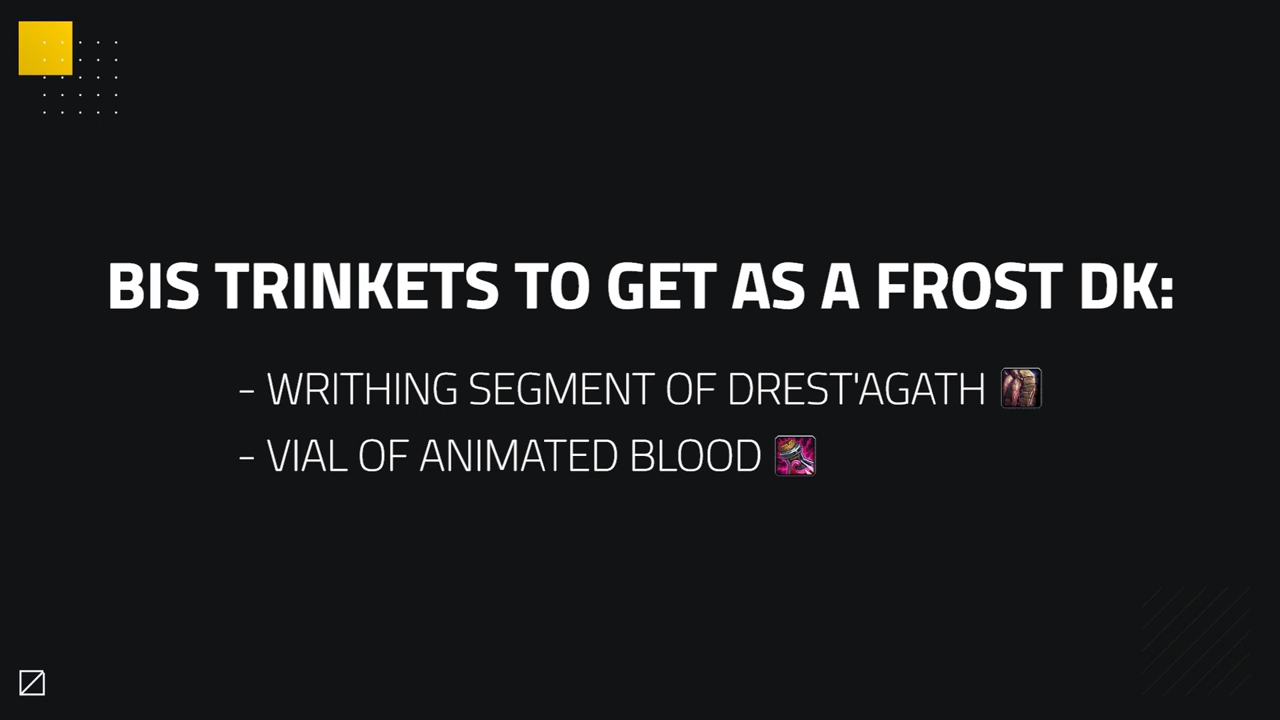 BIS TRINKETS TO GET AS A FROST DK:
- WRITHING SEGMENT OF DREST'AGATH
- VIAL OF ANIMATED BLOOD